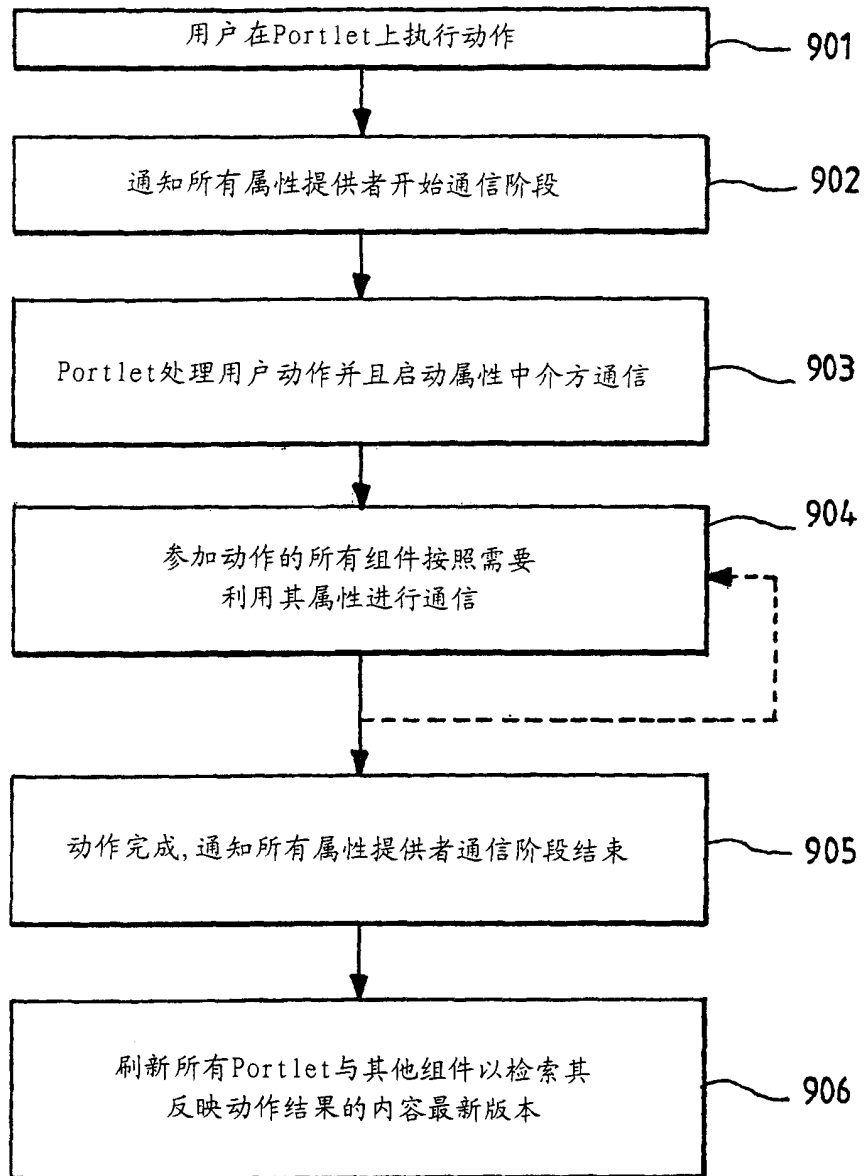 用户在Portlet上执行动作
901
通知所有属性提供者开始通信阶段
902
Portlet处理用户动作并且启动属性中介方通信
903
参加动作的所有组件按照需要
利用其属性进行通信
904
动作完成,通知所有属性提供者通信阶段结束
905
刷新所有Portlet与其他组件以检索其
反映动作结果的内容最新版本
906